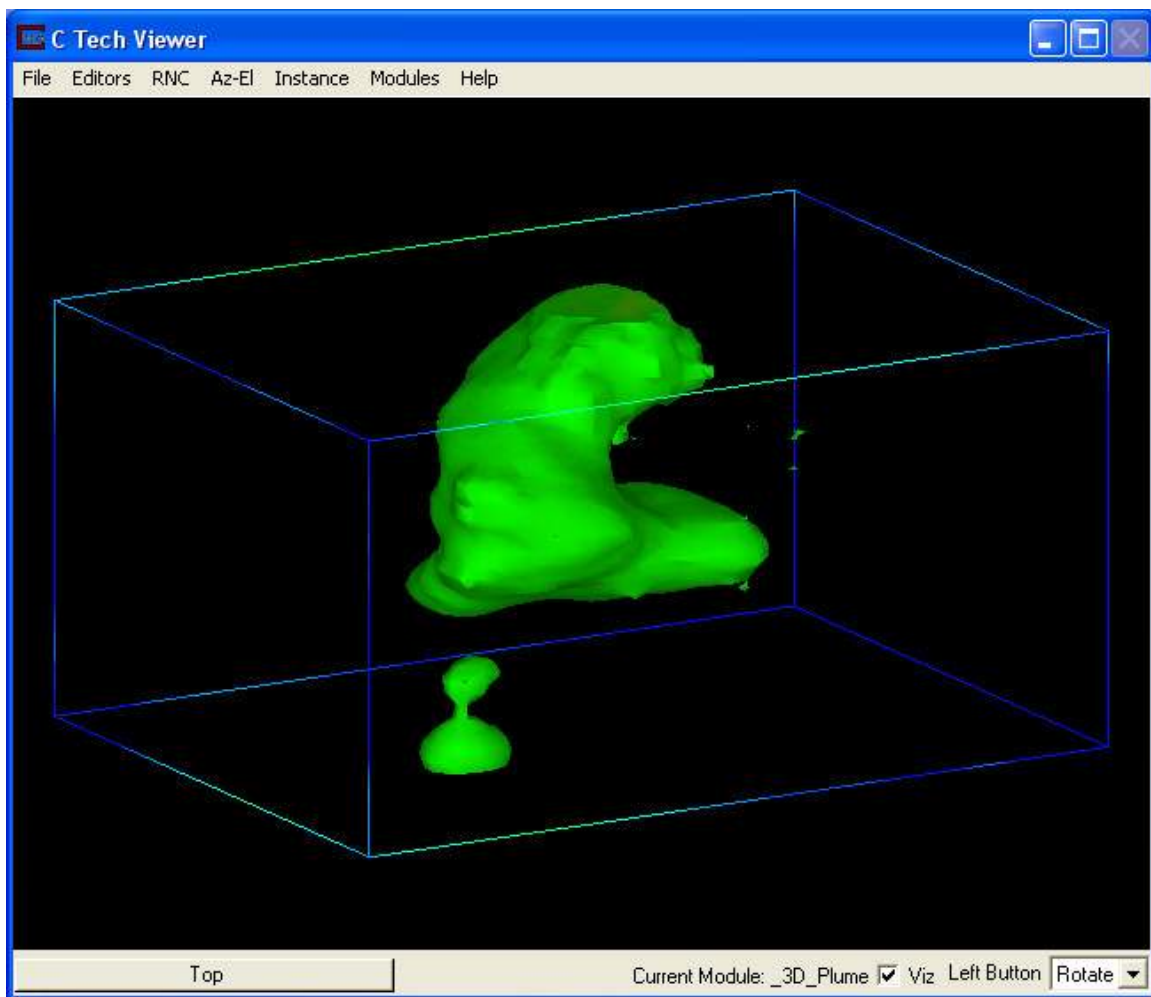 C Tech Viewer
File Editors RNC Az-El Instance Modules Help
Top Current Module: _3D_Plume Viz Left Button Rotate